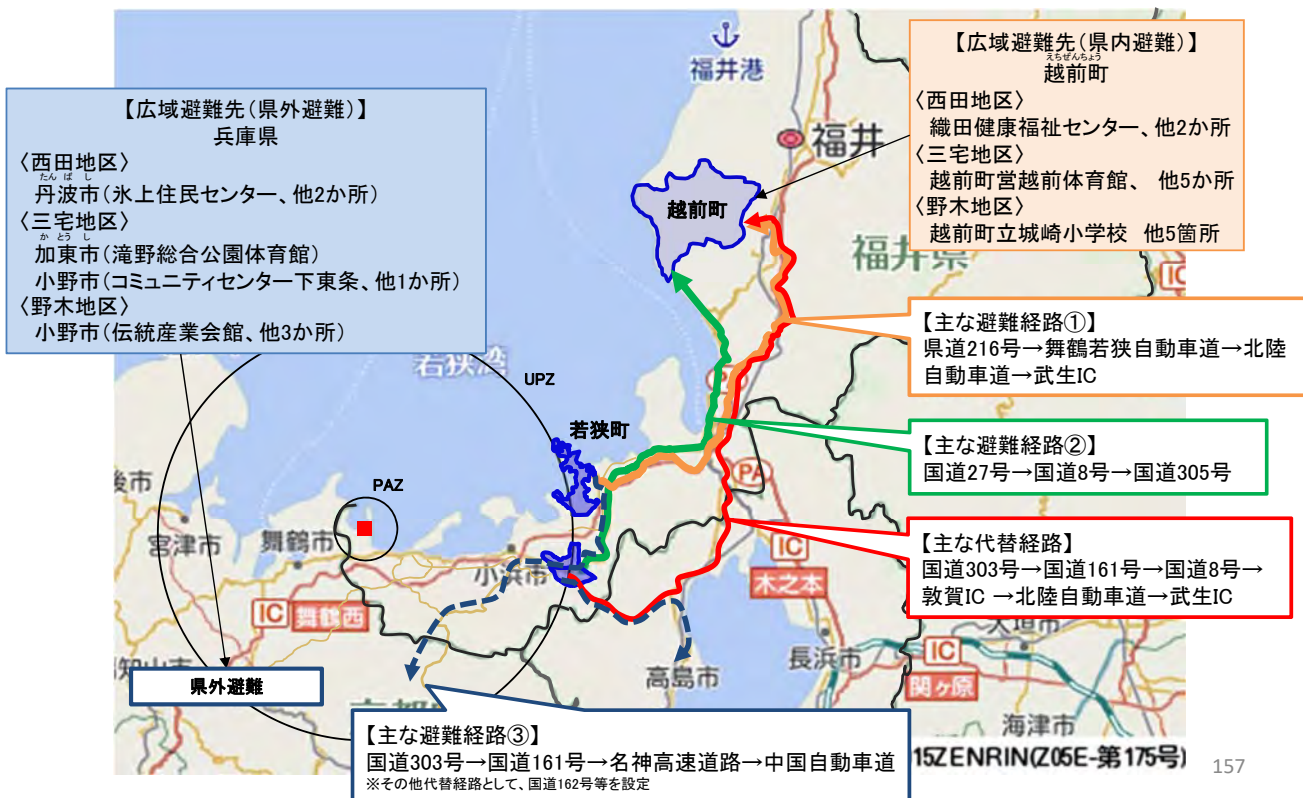 【広域避難先(県外避難)】
兵庫県
〈西田地区〉
たんばし
丹波市(氷上住民センター、他2か所)
〈三宅地区〉
かとうし
加東市(滝野総合公園体育館)
小野市(コミュニティセンター下東条、他1か所)
〈野木地区〉
小野市(伝統産業会館、他3か所)
【広域避難先(県内避難)】
えちぜんちょう
越前町
〈西田地区〉
織田健康福祉センター、他2か所
〈三宅地区〉
越前町営越前体育館、 他5か所
〈野木地区〉
越前町立城崎小学校 他5箇所
福井港
福井
越前町
福井県
IC
【主な避難経路①】
県道216号→舞鶴若狭自動車道→北陸
自動車道→武生IC
若狭湾
UPZ
若狭町
【主な避難経路②】
国道27号→国道8号→国道305号
PA
PAZ
後市
宮津市
舞鶴市
小浜市
【主な代替経路】
国道303号→国道161号→国道8号→
敦賀IC →北陸自動車道→武生IC
IC
木之本
IC 舞鶴西
大垣市
長浜市
IC
関ヶ原
知山市
高島市
県外避難
海津市
【主な避難経路③】
国道303号→国道161号→名神高速道路→中国自動車道
※その他代替経路として、国道162号等を設定
15ZENRIN(Z05E-第175号)
157